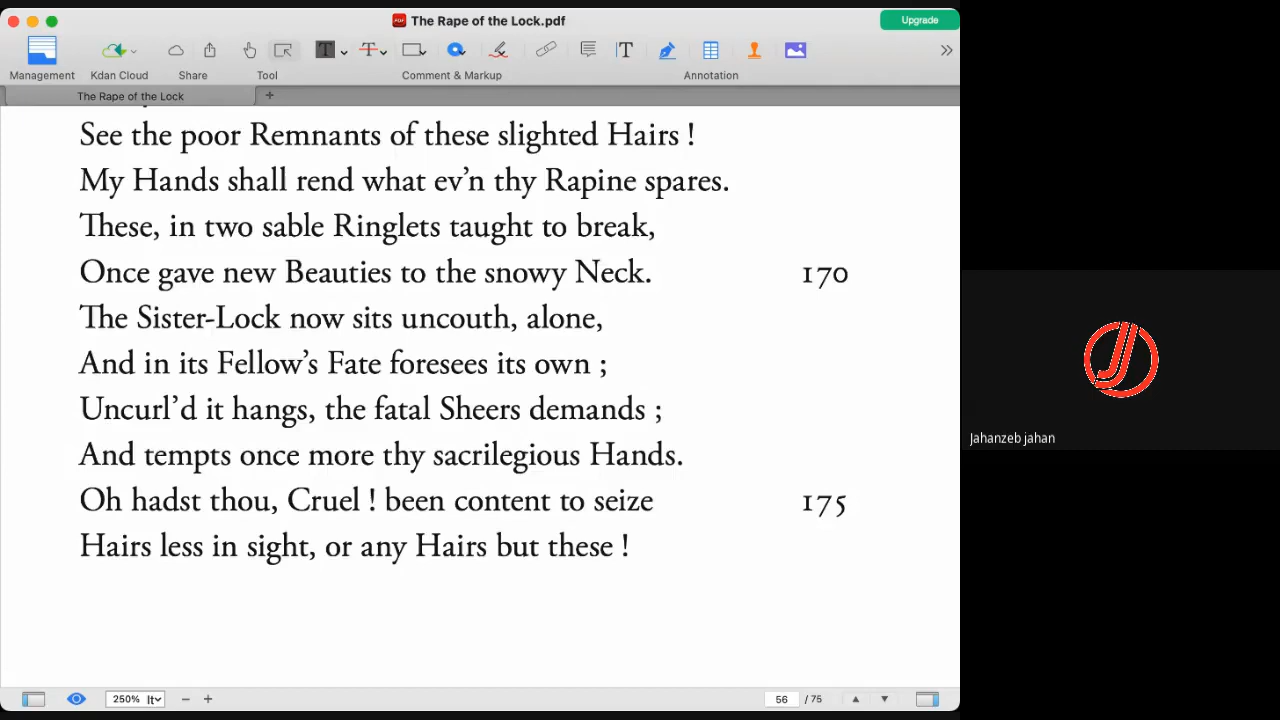 The Rape of the Lock.pdf
Upgrade
Management
Kdan Cloud
Share
Tool
Comment & Markup
Annotation
The Rape of the Lock
See the poor Remnants of these slighted Hairs !
My Hands shall rend what ev'n thy Rapine spares.
These, in two sable Ringlets taught to break,
Once gave new Beauties to the snowy Neck. 170
The Sister-Lock now sits uncouth, alone,
And in its Fellow's Fate foresees its own ;
Uncurl'd it hangs, the fatal Sheers demands ;
And tempts once more thy sacrilegious Hands.
Oh hadst thou, Cruel ! been content to seize 175
Hairs less in sight, or any Hairs but these !
Jahanzeb jahan
250%
56 / 75